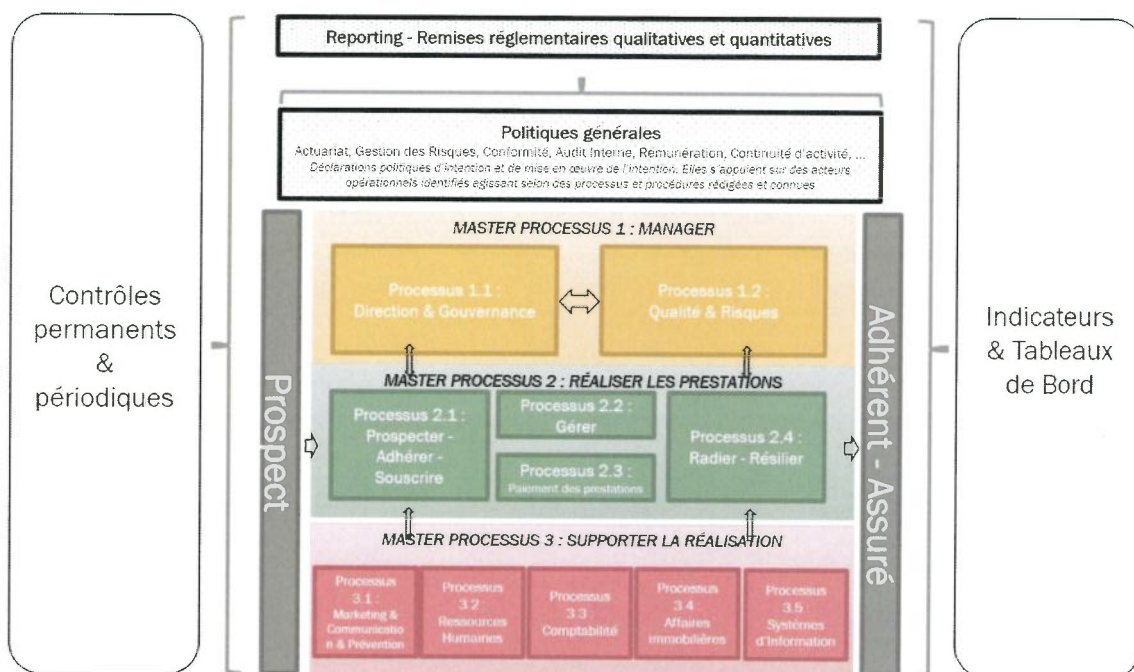 Reporting - Remises réglementaires qualitatives et quantitatives
Politiques générales
Actuariat, Gestion des Risques, Conformité, Audit Interne, Rémunération, Continuité d'activité, ...
Déclarations politiques d'intention et de mise en œuvre de l'intention. Elles s'appuient sur des acteurs
opérationnels identifiés agissant selon des processus et procédures rédigées et connues
Contrôles
permanents
&
périodiques
Prospect
MASTER PROCESSUS 1 : MANAGER
Processus 1.1 :
Direction & Gouvernance
Processus 1.2 :
Qualité & Risques
MASTER PROCESSUS 2 : RÉALISER LES PRESTATIONS
Processus 2.1 :
Prospecter -
Adhérer -
Souscrire
Processus 2.2 :
Gérer
Processus 2.3 :
Paiement des prestations
Processus 2.4 :
Radier - Résilier
MASTER PROCESSUS 3 : SUPPORTER LA RÉALISATION
Processus
3.1 :
Marketing &
Communicatio
n & Prévention
Processus
3.2 :
Ressources
Humaines
Processus
3.3
Comptabilité
Processus
3.4 :
Affaires
immobilières
Processus
3.5 :
Systèmes
d'Information
Adhérent - Assuré
Indicateurs
& Tableaux
de Bord